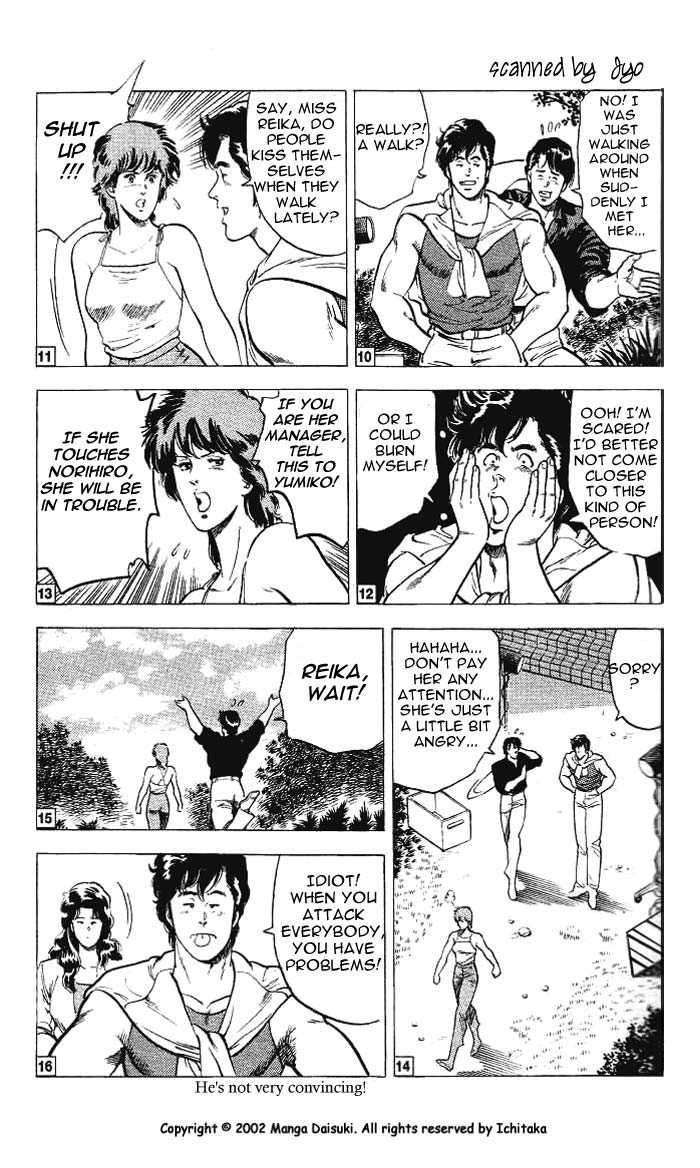 scanned by Jyo
NO! I
WAS
JUST
WALKING
AROUND
WHEN
SUD-
DENLY I
MET
HER...
REALLY?!
A WALK?
10
SAY, MISS
REIKA, DO
PEOPLE
KISS THEM-
SELVES
WHEN THEY
WALK
LATELY?
SHUT
UP
!!!
11
OOH! I'M
SCARED!
I'D BETTER
NOT COME
CLOSER
TO THIS
KIND OF
PERSON!
OR I
COULD
BURN
MYSELF!
12
IF YOU
ARE HER
MANAGER,
TELL
THIS TO
YUMIKO!
IF SHE
TOUCHES
NORIHIRO,
SHE WILL BE
IN TROUBLE.
13
SORRY
?
HAHAHA...
DON'T PAY
HER ANY
ATTENTION...
SHE'S JUST
A LITTLE BIT
ANGRY...
14
REIKA,
WAIT!
15
IDIOT!
WHEN YOU
ATTACK
EVERYBODY,
YOU HAVE
PROBLEMS!
16
He's not very convincing!
Copyright © 2002 Manga Daisuki. All rights reserved by Ichitaka